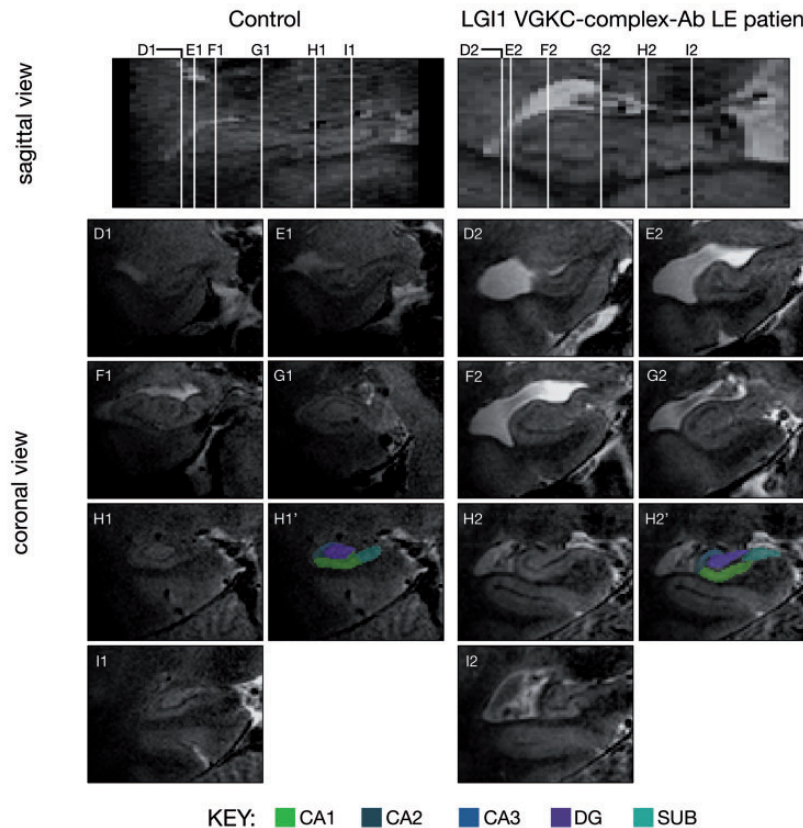 Control
LGI1 VGKC-complex-Ab LE patien
D1 E1 F1 G1 H1 I1
D2 E2 F2 G2 H2 I2
sagittal view
D1 E1 D2 E2
F1 G1 F2 G2
coronal view
H1 H1' H2 H2'
I1 I2
KEY: CA1 CA2 CA3 DG SUB